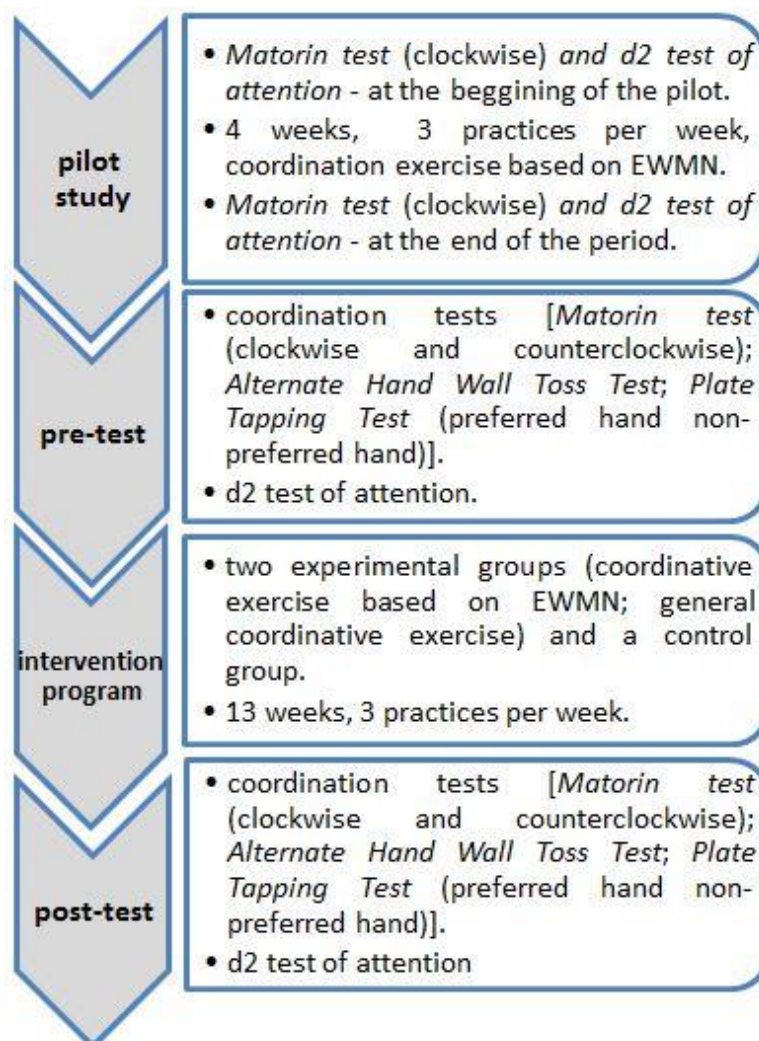 pilot
study
• Matorin test (clockwise) and d2 test of
attention - at the beggining of the pilot.
• 4 weeks, 3 practices per week,
coordination exercise based on EWMN.
• Matorin test (clockwise) and d2 test of
attention - at the end of the period.
pre-test
• coordination tests [Matorin test
(clockwise and counterclockwise);
Alternate Hand Wall Toss Test; Plate
Tapping Test (preferred hand non-
preferred hand)].
• d2 test of attention.
intervention
program
• two experimental groups (coordinative
exercise based on EWMN; general
coordinative exercise) and a control
group.
• 13 weeks, 3 practices per week.
post-test
• coordination tests [Matorin test
(clockwise and counterclockwise);
Alternate Hand Wall Toss Test; Plate
Tapping Test (preferred hand non-
preferred hand)].
• d2 test of attention